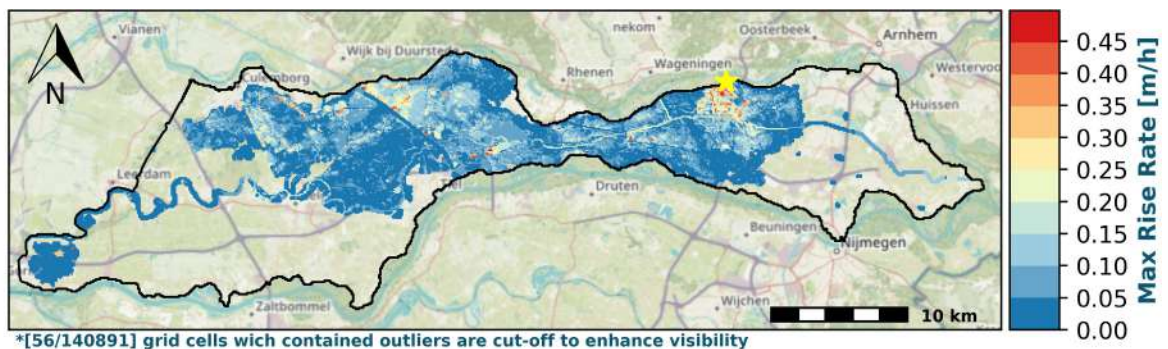 nekom
Oosterbeek
Vianen
Arnhem
Wijk bij Duurstede
Wageningen
Westervoo
Rhenen
Culemborg
N
Huissen
Leerdam
Tiel
Druten
Beuningen
Nijmegen
Zaltbommel
Wijchen
10 km
0.45
0.40
0.35
0.30
0.25
0.20
0.15
0.10
0.05
0.00
Max Rise Rate [m/h]
*[56/140891] grid cells wich contained outliers are cut-off to enhance visibility